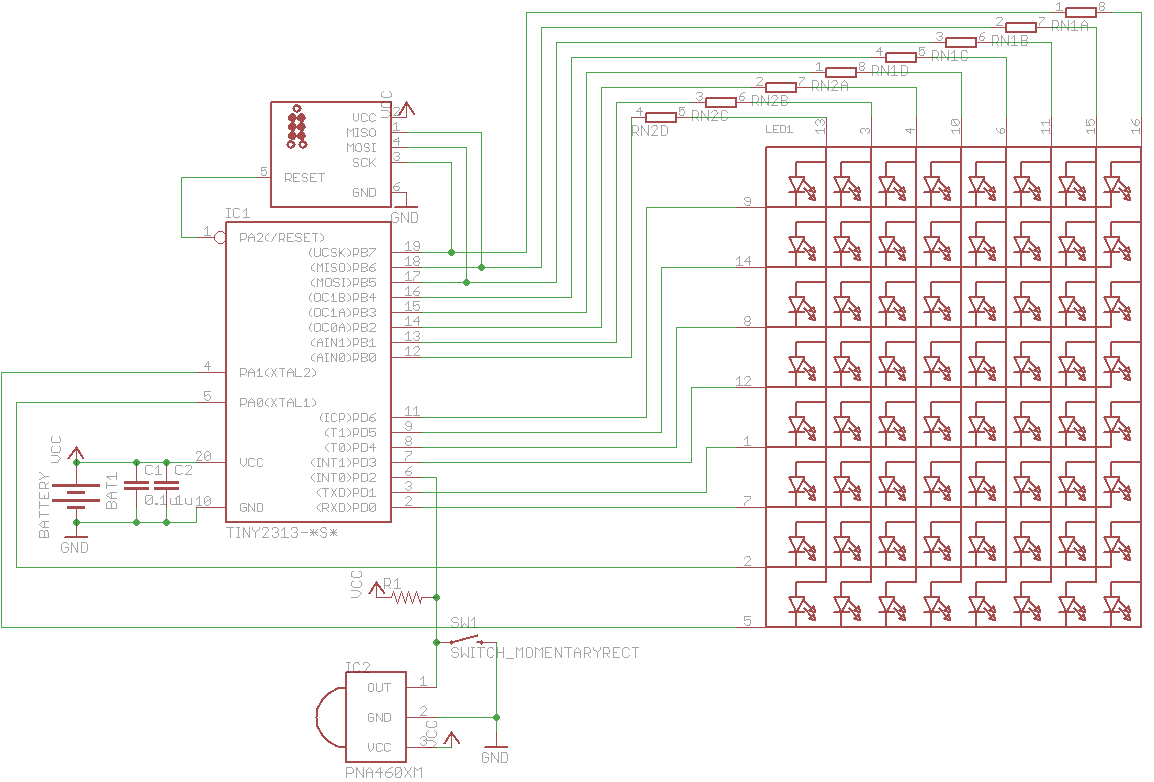 1 8
RN1A
2 7
RN1B
3 6
RN1C
4 5
RN1D
1 8
RN2A
2 7
RN2B
3 6
RN2C
4 5
RN2D
LED1
13 3 4 10 6 11 15 16
VCC
VCC 2
MISO 1
MOSI 4
SCK 3
5 RESET
GND 6
GND
IC1
1 PA2(/RESET)
(UCSK)PB7 19
(MISO)PB6 18
(MOSI)PB5 17
(OC1B)PB4 16
(OC1A)PB3 15
(OC0A)PB2 14
(AIN1)PB1 13
(AIN0)PB0 12
4 PA1(XTAL2)
5 PA0(XTAL1)
(ICP)PD6 11
(T1)PD5 9
(T0)PD4 8
(INT1)PD3 7
(INT0)PD2 6
(TXD)PD1 3
(RXD)PD0 2
20 VCC
10 GND
TINY2313-*S*
9
14
8
12
1
7
2
5
VCC
BATTERY
BAT1
C1 C2
0.1u 1u
GND
VCC
R1
SW1
SWITCH_MOMENTARYRECT
IC2
OUT 1
GND 2
VCC 3
VCC
GND
PNA460XM